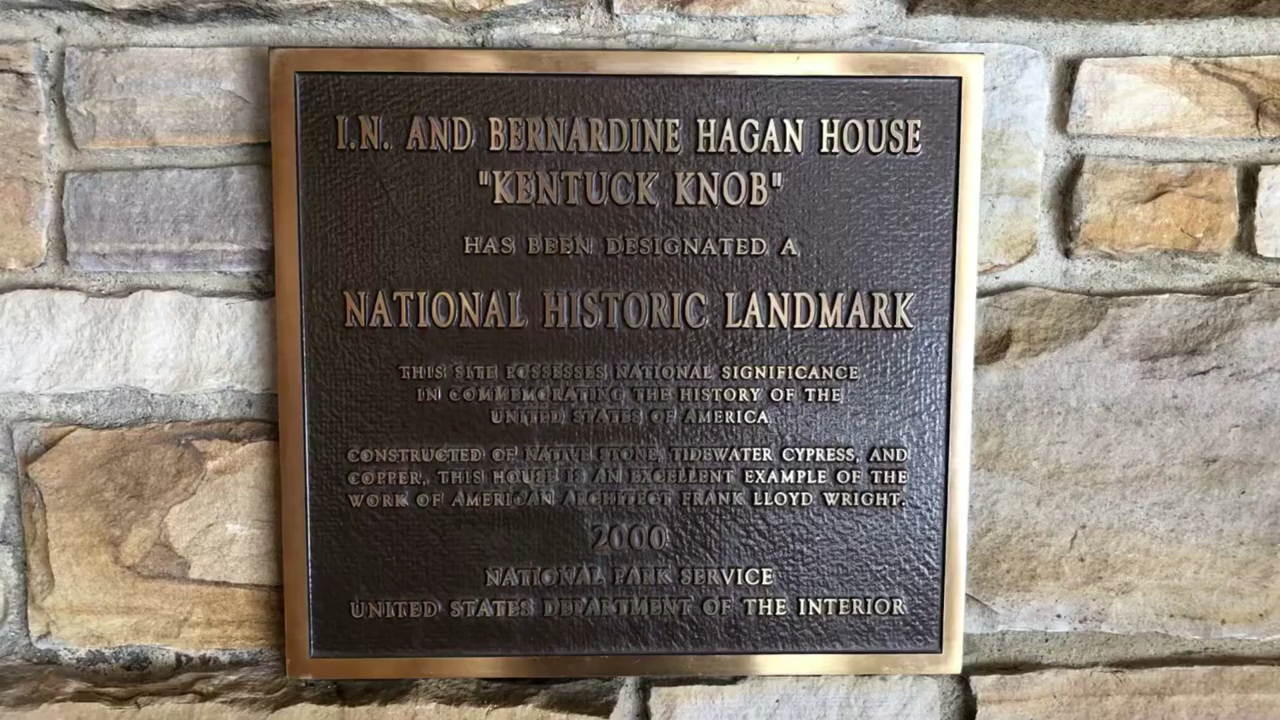 I.N. AND BERNARDINE HAGAN HOUSE
"KENTUCK KNOB"
HAS BEEN DESIGNATED A
NATIONAL HISTORIC LANDMARK
THIS SITE POSSESSES NATIONAL SIGNIFICANCE
IN COMMEMORATING THE HISTORY OF THE
UNITED STATES OF AMERICA
CONSTRUCTED OF NATIVE STONE, TIDEWATER CYPRESS, AND
COPPER, THIS HOUSE IS AN EXCELLENT EXAMPLE OF THE
WORK OF AMERICAN ARCHITECT FRANK LLOYD WRIGHT.
2000
NATIONAL PARK SERVICE
UNITED STATES DEPARTMENT OF THE INTERIOR